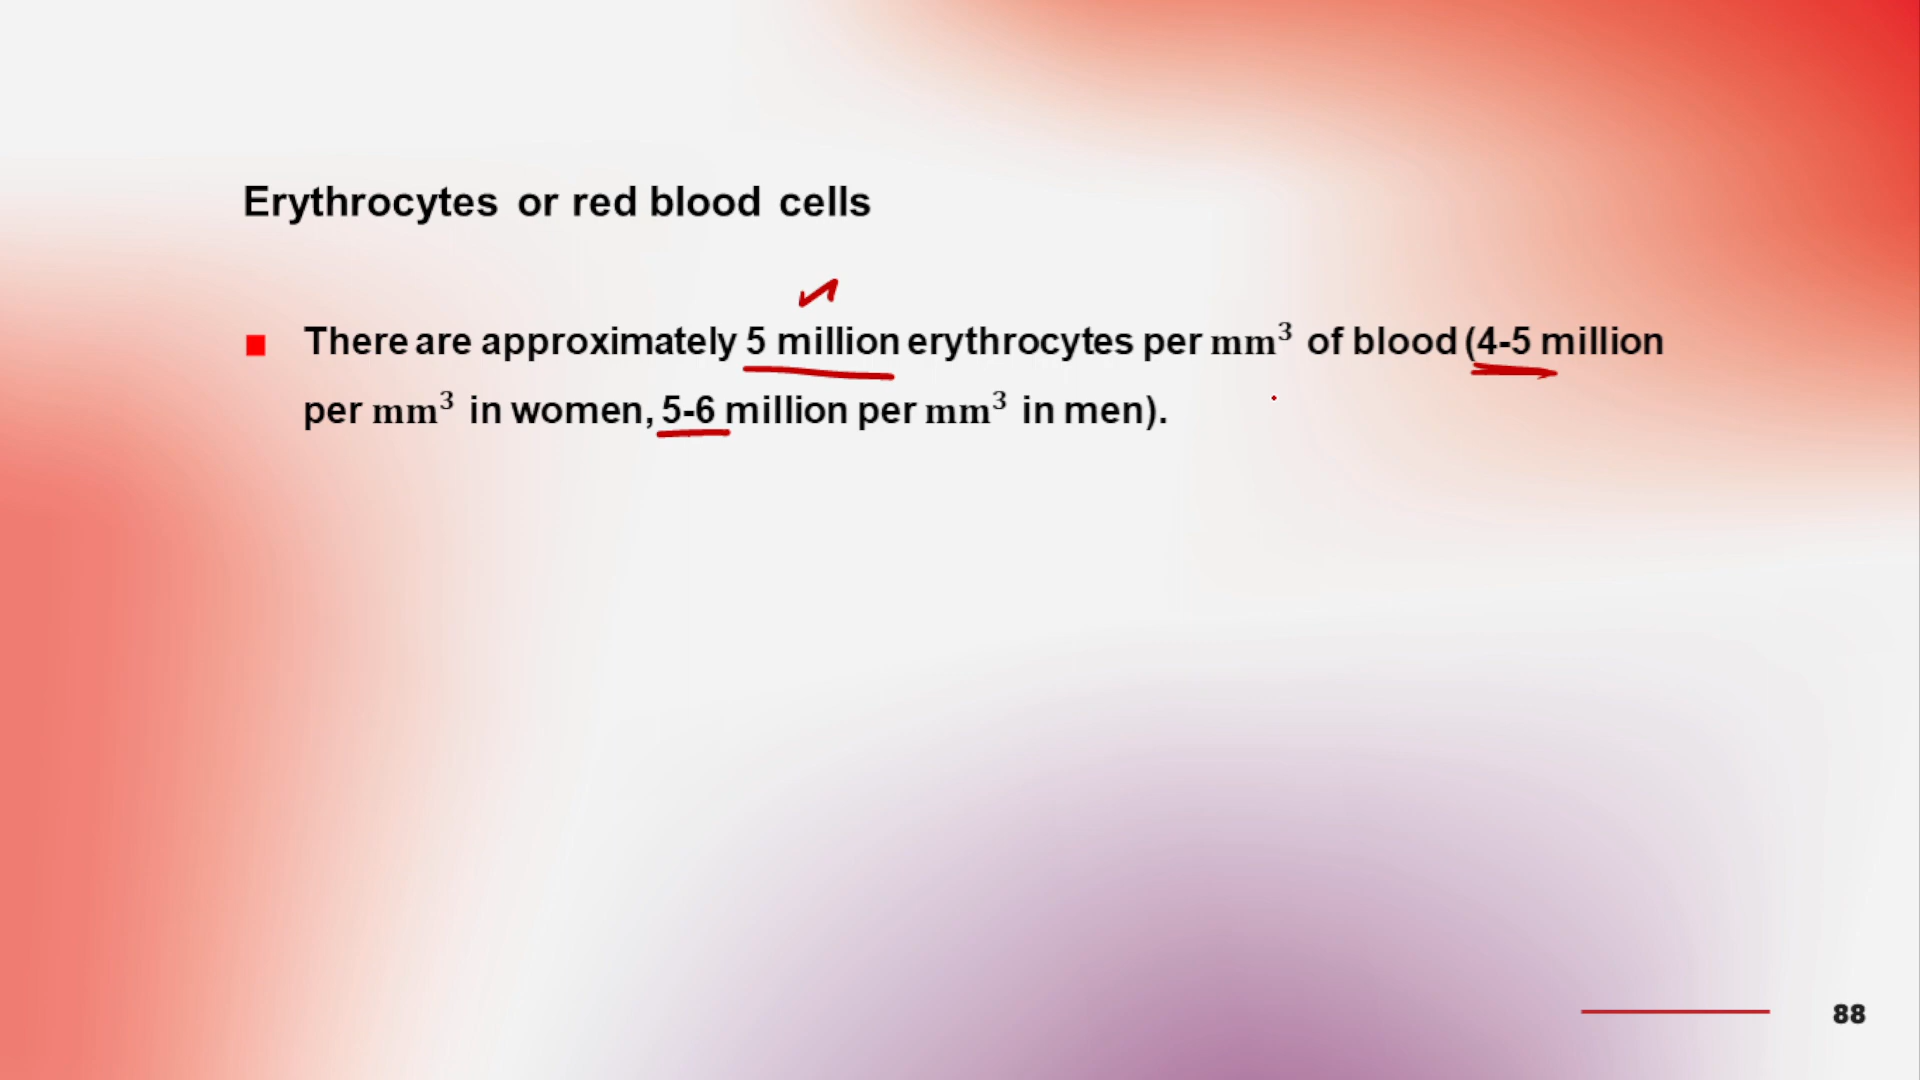 Erythrocytes or red blood cells
There are approximately 5 million erythrocytes per mm³ of blood (4-5 million
per mm³ in women, 5-6 million per mm³ in men).
88